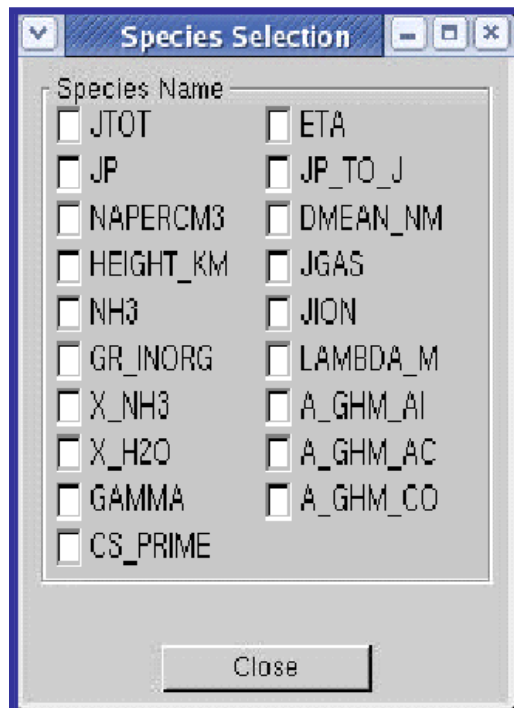 Species Selection
Species Name
JTOT
ETA
JP
JP_TO_J
NAPERCM3
DMEAN_NM
HEIGHT_KM
JGAS
NH3
JION
GR_INORG
LAMBDA_M
X_NH3
A_GHM_AI
X_H2O
A_GHM_AC
GAMMA
A_GHM_CO
CS_PRIME
Close